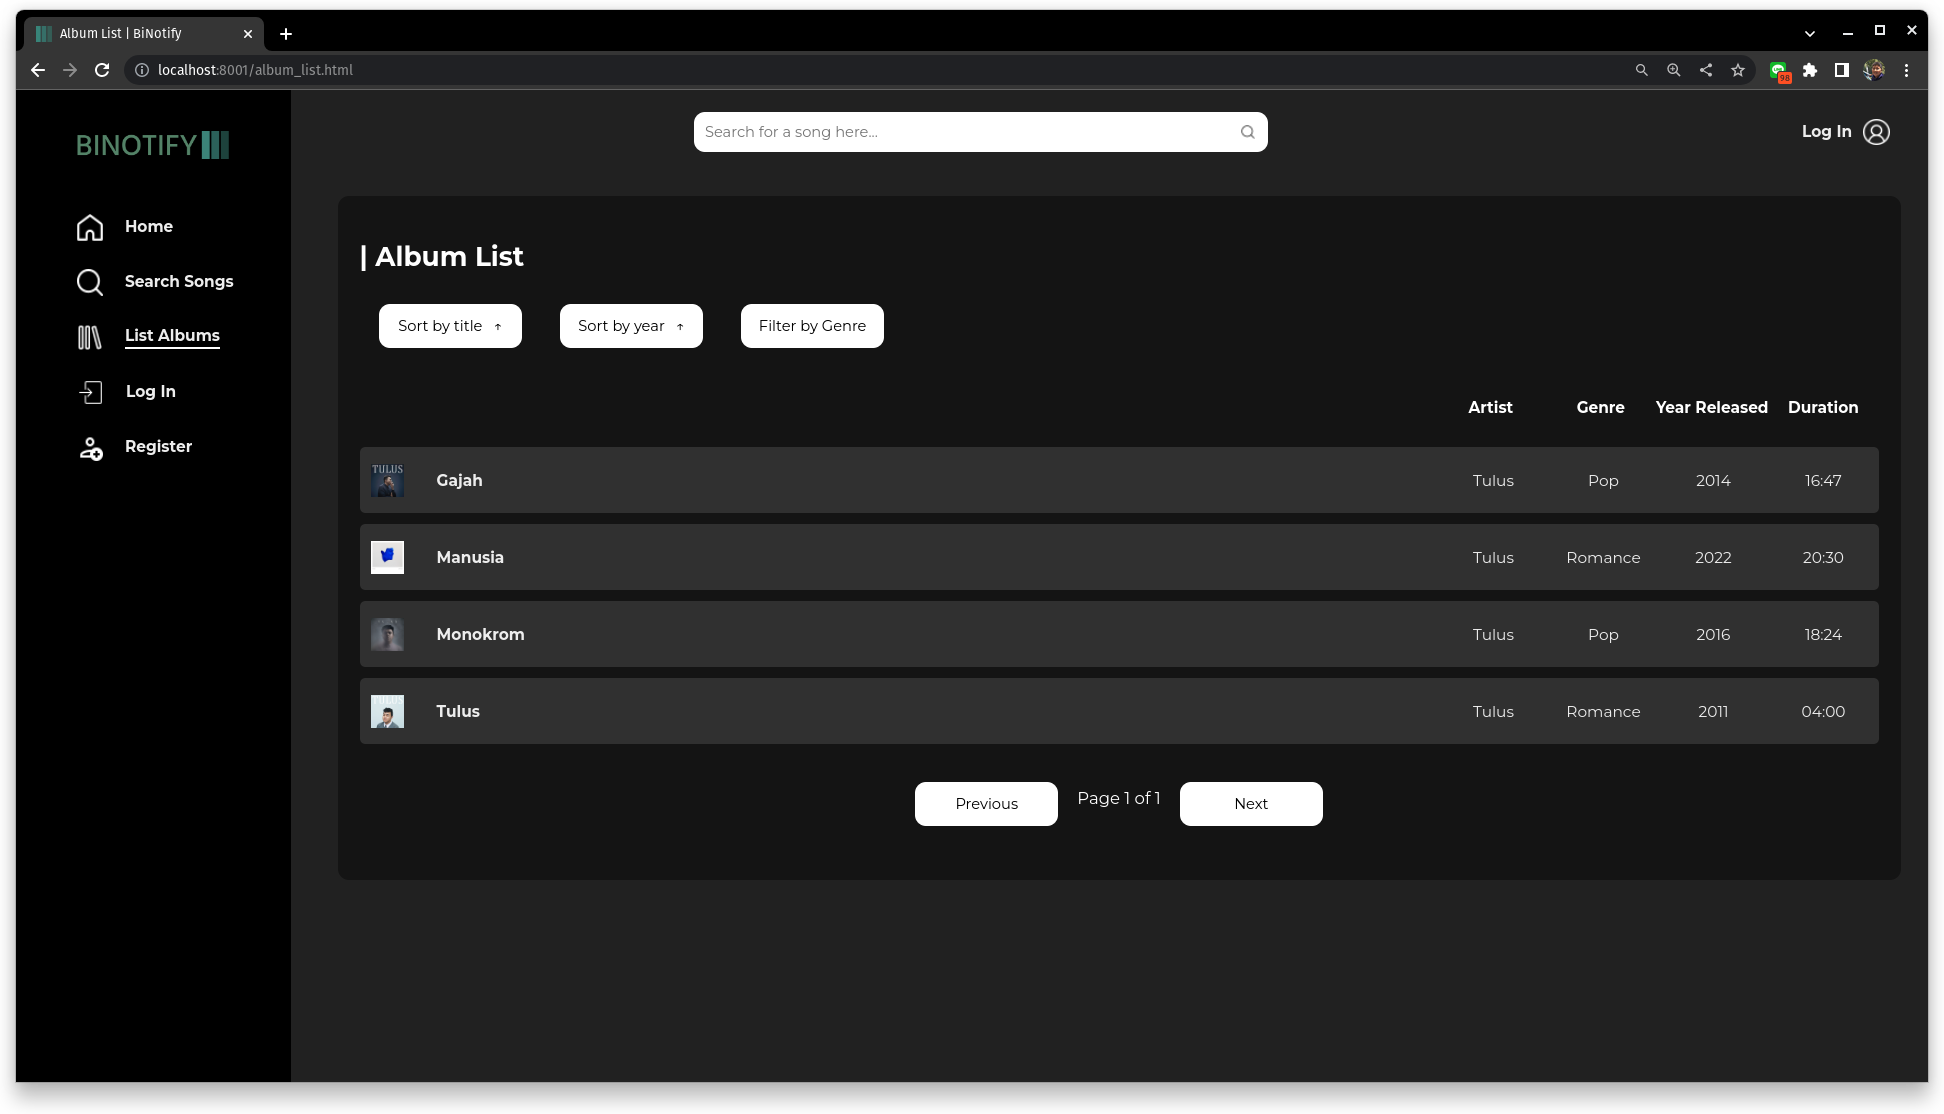 Album List | BiNotify
localhost:8001/album_list.html
98
BINOTIFY
Search for a song here...
Log In
Home
Search Songs
List Albums
Log In
Register
| Album List
Sort by title ↑
Sort by year ↑
Filter by Genre
Artist Genre Year Released Duration
TULUS
Gajah Tulus Pop 2014 16:47
Manusia Tulus Romance 2022 20:30
Monokrom Tulus Pop 2016 18:24
Tulus Tulus Romance 2011 04:00
Previous Page 1 of 1 Next